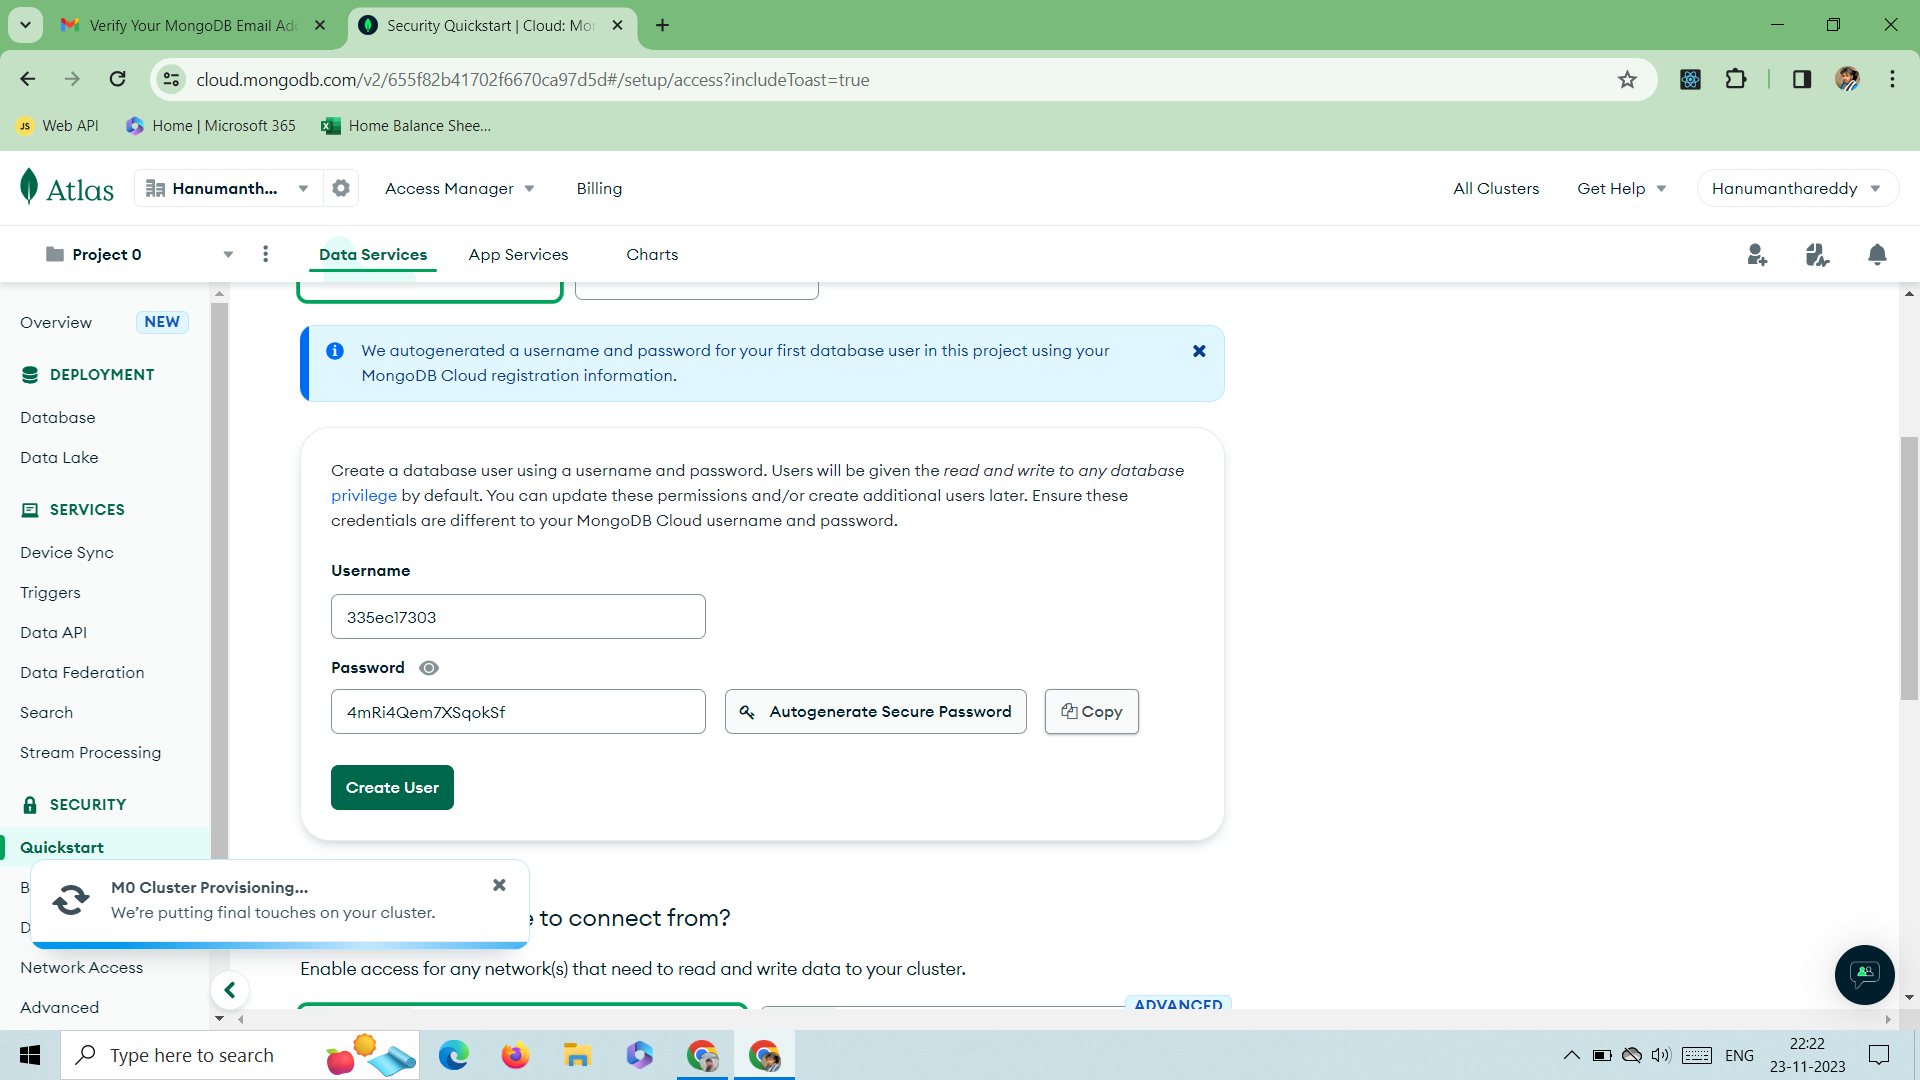 Verify Your MongoDB Email Ad
Security Quickstart | Cloud: Mo
cloud.mongodb.com/v2/655f82b41702f6670ca97d5d#/setup/access?includeToast=true
JS Web API
Home | Microsoft 365
Home Balance Shee...
Atlas
Hanumanth...
Access Manager
Billing
All Clusters
Get Help
Hanumanthareddy
Project 0
Data Services
App Services
Charts
Overview
NEW
DEPLOYMENT
Database
Data Lake
SERVICES
Device Sync
Triggers
Data API
Data Federation
Search
Stream Processing
SECURITY
Quickstart
B
D
Network Access
Advanced
We autogenerated a username and password for your first database user in this project using your
MongoDB Cloud registration information.
Create a database user using a username and password. Users will be given the read and write to any database
privilege by default. You can update these permissions and/or create additional users later. Ensure these
credentials are different to your MongoDB Cloud username and password.
Username
335ec17303
Password
4mRi4Qem7XSqokSf
Autogenerate Secure Password
Copy
Create User
M0 Cluster Provisioning...
We're putting final touches on your cluster.
e to connect from?
Enable access for any network(s) that need to read and write data to your cluster.
ADVANCED
Type here to search
ENG
22:22
23-11-2023